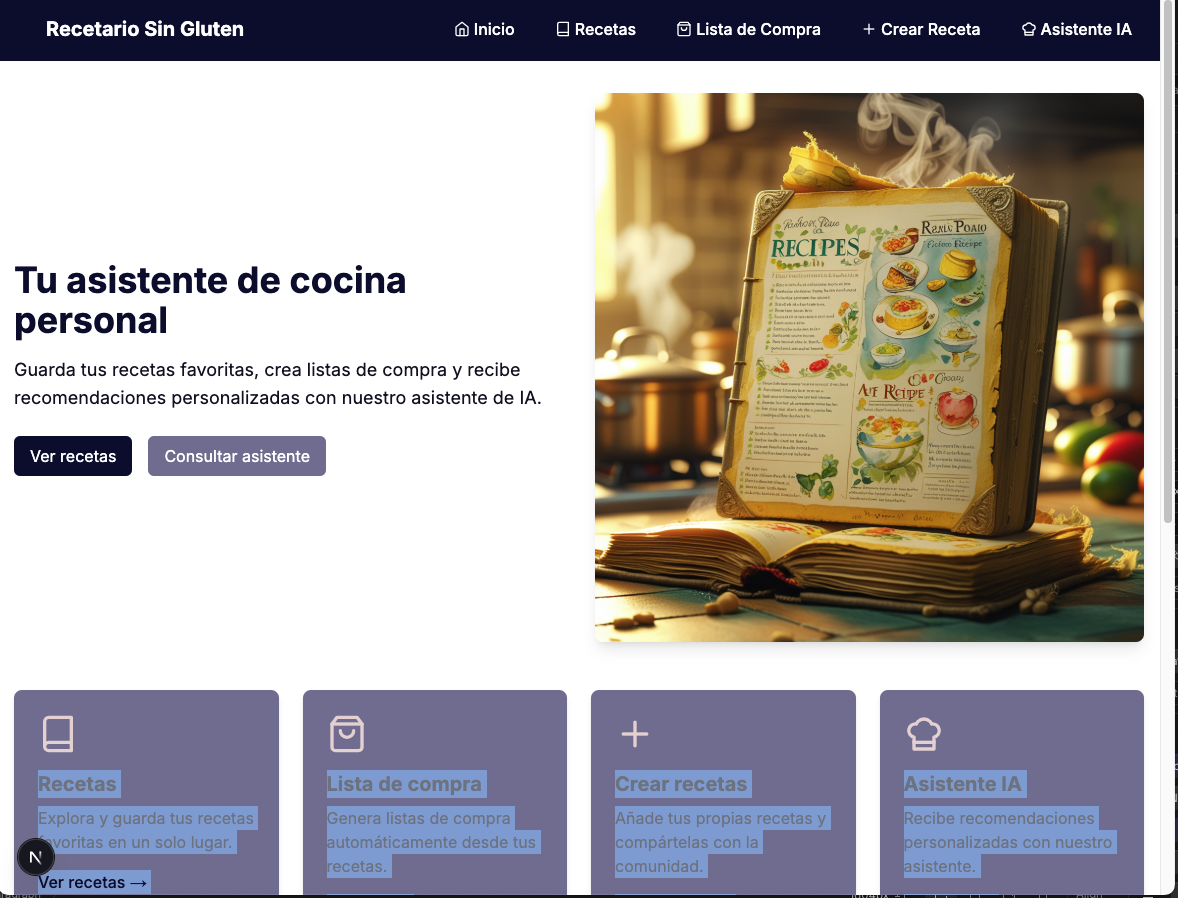 Recetario Sin Gluten
Inicio
Recetas
Lista de Compra
Crear Receta
Asistente IA
RECIPES
Tu asistente de cocina
personal
Guarda tus recetas favoritas, crea listas de compra y recibe
recomendaciones personalizadas con nuestro asistente de IA.
Ver recetas
Consultar asistente
Recetas
Explora y guarda tus recetas
favoritas en un solo lugar.
Ver recetas →
Lista de compra
Genera listas de compra
automáticamente desde tus
recetas.
Crear recetas
Añade tus propias recetas y
compártelas con la
comunidad.
Asistente IA
Recibe recomendaciones
personalizadas con nuestro
asistente.
N